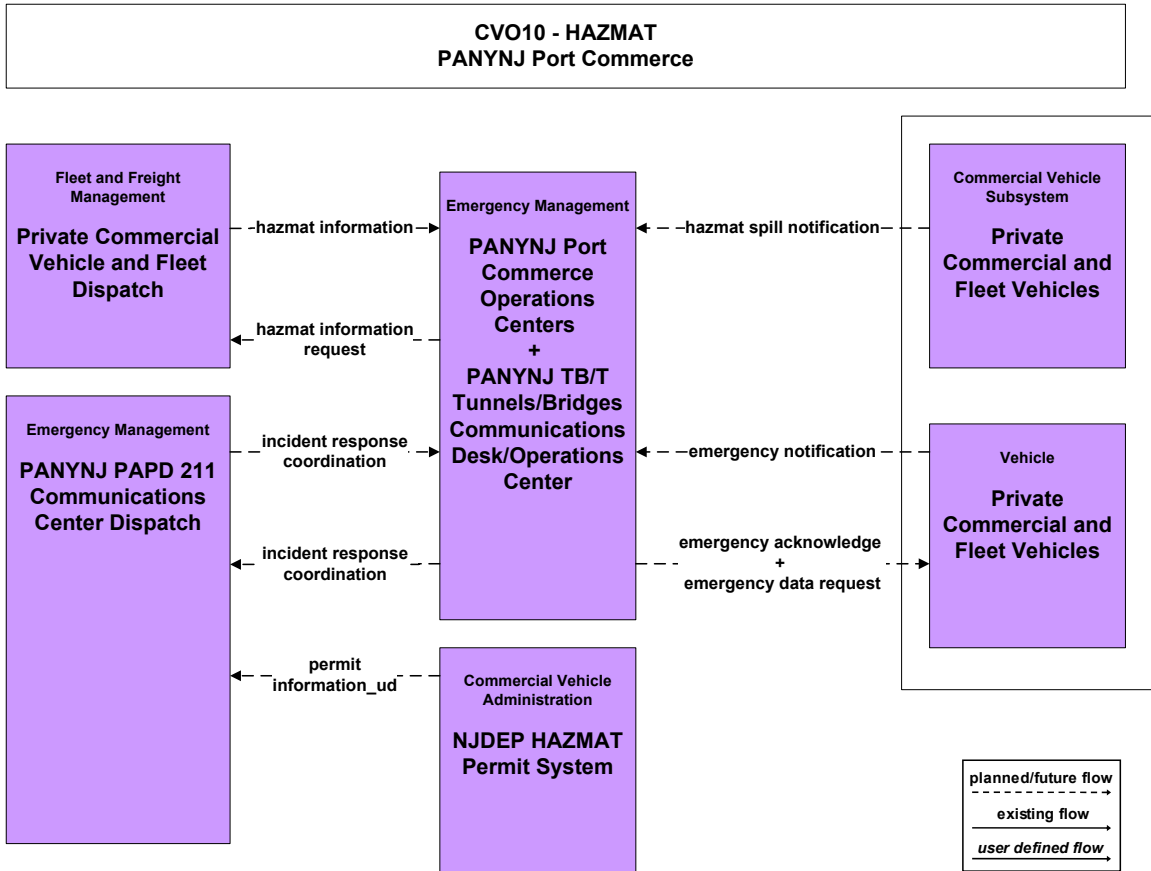 CVO10 - HAZMAT
PANYNJ Port Commerce
Fleet and Freight
Management
Private Commercial
Vehicle and Fleet
Dispatch
hazmat information
hazmat information
request
Emergency Management
PANYNJ Port
Commerce
Operations
Centers
+
PANYNJ TB/T
Tunnels/Bridges
Communications
Desk/Operations
Center
hazmat spill notification
Commercial Vehicle
Subsystem
Private
Commercial and
Fleet Vehicles
Emergency Management
PANYNJ PAPD 211
Communications
Center Dispatch
incident response
coordination
incident response
coordination
emergency notification
emergency acknowledge
+
emergency data request
Vehicle
Private
Commercial and
Fleet Vehicles
permit
information_ud
Commercial Vehicle
Administration
NJDEP HAZMAT
Permit System
planned/future flow
existing flow
user defined flow